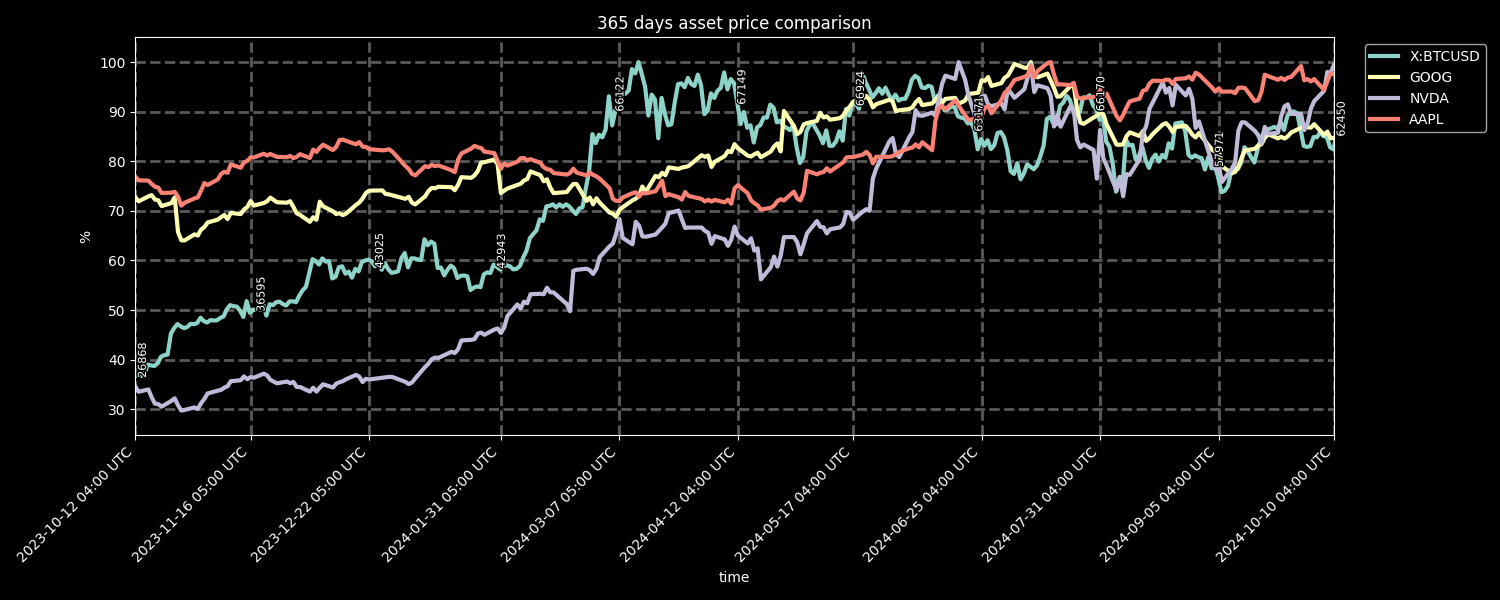 365 days asset price comparison
X:BTCUSD
GOOG
NVDA
AAPL
100
90
80
70
60
50
40
30
%
26868
36595
43025
42943
66122
67149
66924
63171
66170
57971
62450
2023-10-12 04:00 UTC
2023-11-16 05:00 UTC
2023-12-22 05:00 UTC
2024-01-31 05:00 UTC
2024-03-07 05:00 UTC
2024-04-12 04:00 UTC
2024-05-17 04:00 UTC
2024-06-25 04:00 UTC
2024-07-31 04:00 UTC
2024-09-05 04:00 UTC
2024-10-10 04:00 UTC
time